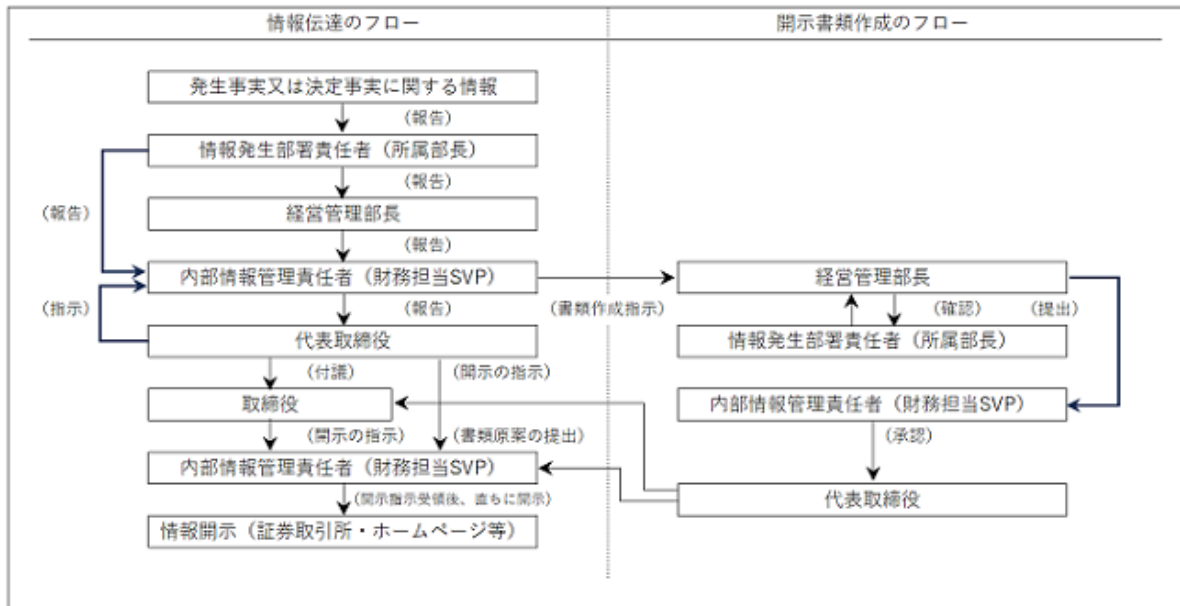 情報伝達のフロー
開示書類作成のフロー
発生事実又は決定事実に関する情報
(報告)
情報発生部署責任者（所属部長）
(報告)
(報告)
経営管理部長
(報告)
内部情報管理責任者（財務担当SVP）
(指示)
(報告)
代表取締役
(付議)
(開示の指示)
取締役
(開示の指示)
(書類原案の提出)
内部情報管理責任者（財務担当SVP）
(開示指示受領後、直ちに開示)
情報開示（証券取引所・ホームページ等）
(書類作成指示)
経営管理部長
(確認)
(提出)
情報発生部署責任者（所属部長）
内部情報管理責任者（財務担当SVP）
(承認)
代表取締役